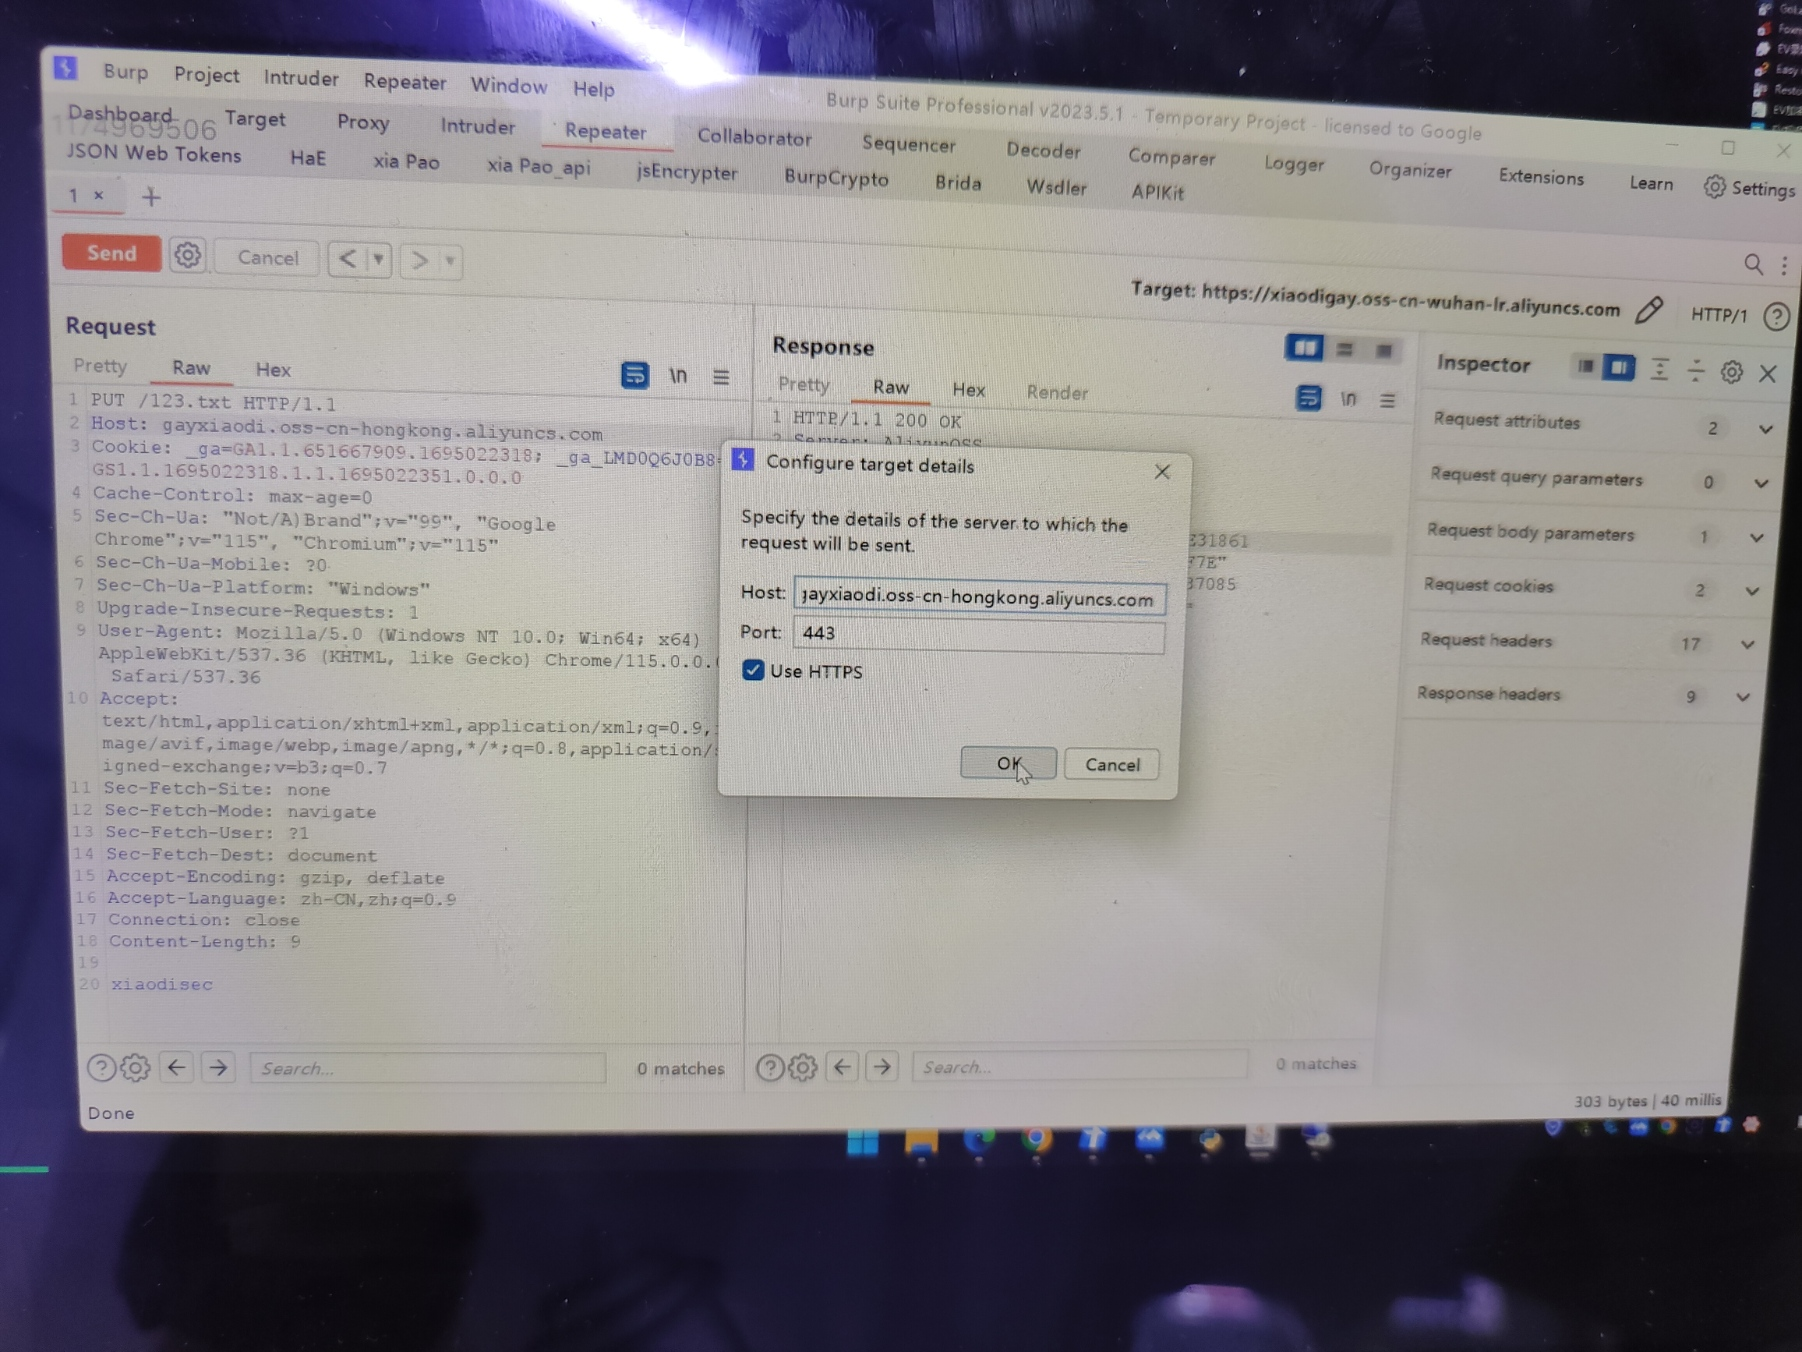 Burp Project Intruder Repeater Window Help
Burp Suite Professional v2023.5.1 - Temporary Project - licensed to Google
Dashboard Target Proxy Intruder Repeater Collaborator Sequencer Decoder Comparer Logger Organizer Extensions Learn Settings
JSON Web Tokens HaE xia Pao xia Pao_api jsEncrypter BurpCrypto Brida Wsdler APIKit
1 ×
Send Cancel
Target: https://xiaodigay.oss-cn-wuhan-lr.aliyuncs.com HTTP/1
Request
Pretty Raw Hex \n
1 PUT /123.txt HTTP/1.1
2 Host: gayxiaodi.oss-cn-hongkong.aliyuncs.com
3 Cookie: _ga=GA1.1.651667909.1695022318; _ga_LMD0Q6J0B8=
GS1.1.1695022318.1.1.1695022351.0.0.0
4 Cache-Control: max-age=0
5 Sec-Ch-Ua: "Not/A)Brand";v="99", "Google
Chrome";v="115", "Chromium";v="115"
6 Sec-Ch-Ua-Mobile: ?0
7 Sec-Ch-Ua-Platform: "Windows"
8 Upgrade-Insecure-Requests: 1
9 User-Agent: Mozilla/5.0 (Windows NT 10.0; Win64; x64)
AppleWebKit/537.36 (KHTML, like Gecko) Chrome/115.0.0.
Safari/537.36
10 Accept:
text/html,application/xhtml+xml,application/xml;q=0.9,
mage/avif,image/webp,image/apng,*/*;q=0.8,application/
igned-exchange;v=b3;q=0.7
11 Sec-Fetch-Site: none
12 Sec-Fetch-Mode: navigate
13 Sec-Fetch-User: ?1
14 Sec-Fetch-Dest: document
15 Accept-Encoding: gzip, deflate
16 Accept-Language: zh-CN,zh;q=0.9
17 Connection: close
18 Content-Length: 9
19
20 xiaodisec
Search... 0 matches
Response
Pretty Raw Hex Render \n
1 HTTP/1.1 200 OK
2 Server: AliyunOSS
31861
7E"
37085
Search... 0 matches
Configure target details
Specify the details of the server to which the
request will be sent.
Host: gayxiaodi.oss-cn-hongkong.aliyuncs.com
Port: 443
Use HTTPS
OK Cancel
Inspector
Request attributes 2
Request query parameters 0
Request body parameters 1
Request cookies 2
Request headers 17
Response headers 9
Done
303 bytes | 40 millis